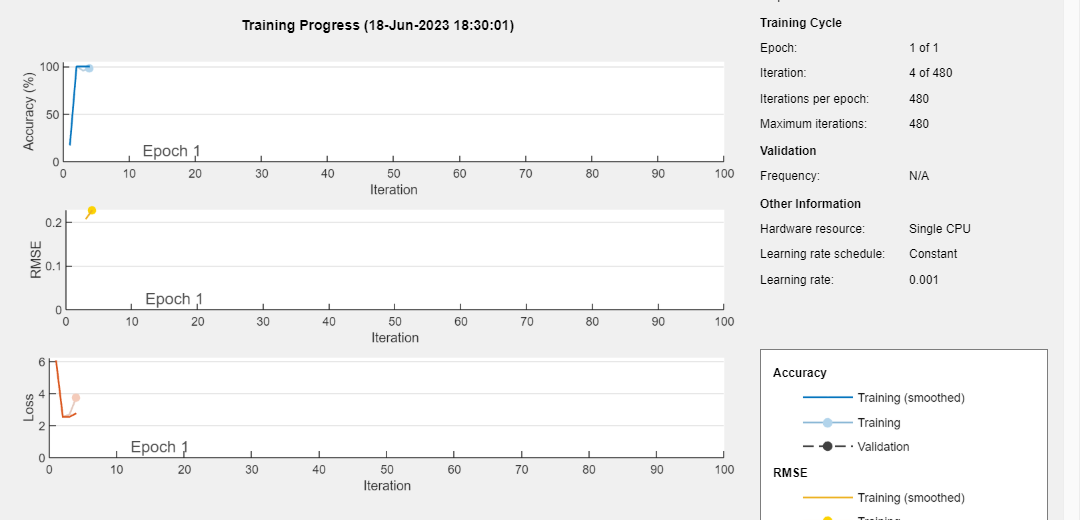 Training Progress (18-Jun-2023 18:30:01)
100
50
0
Accuracy (%)
Epoch 1
0 10 20 30 40 50 60 70 80 90 100
Iteration
0.2
0.1
0
RMSE
Epoch 1
0 10 20 30 40 50 60 70 80 90 100
Iteration
6
4
2
0
Loss
Epoch 1
0 10 20 30 40 50 60 70 80 90 100
Iteration
Training Cycle
Epoch: 1 of 1
Iteration: 4 of 480
Iterations per epoch: 480
Maximum iterations: 480
Validation
Frequency: N/A
Other Information
Hardware resource: Single CPU
Learning rate schedule: Constant
Learning rate: 0.001
Accuracy
Training (smoothed)
Training
Validation
RMSE
Training (smoothed)
Training